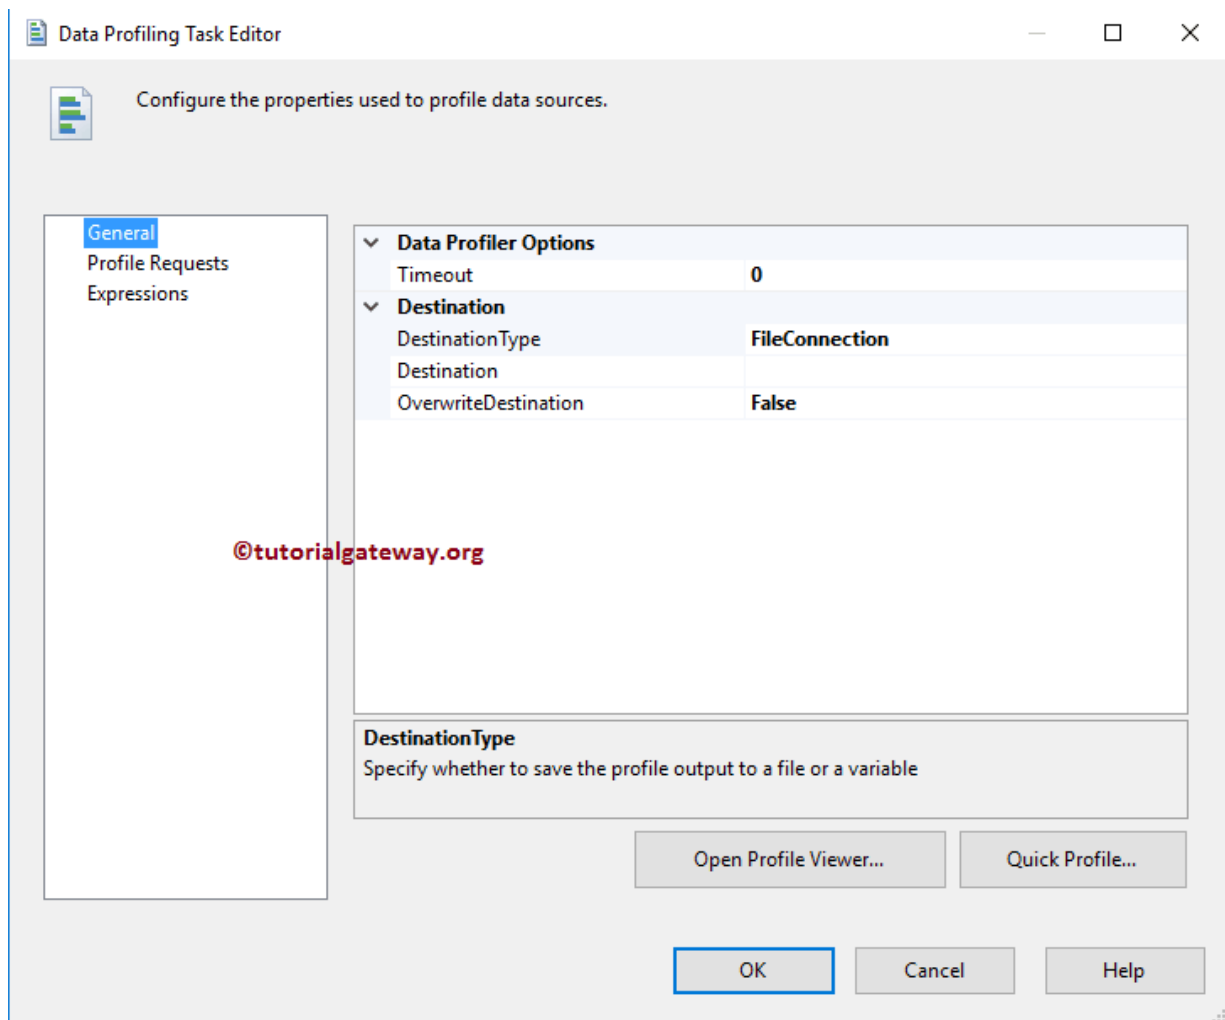 Data Profiling Task Editor
Configure the properties used to profile data sources.
General
Profile Requests
Expressions
Data Profiler Options
Timeout 0
Destination
DestinationType FileConnection
Destination
OverwriteDestination False
©tutorialgateway.org
DestinationType
Specify whether to save the profile output to a file or a variable
Open Profile Viewer... Quick Profile...
OK Cancel Help